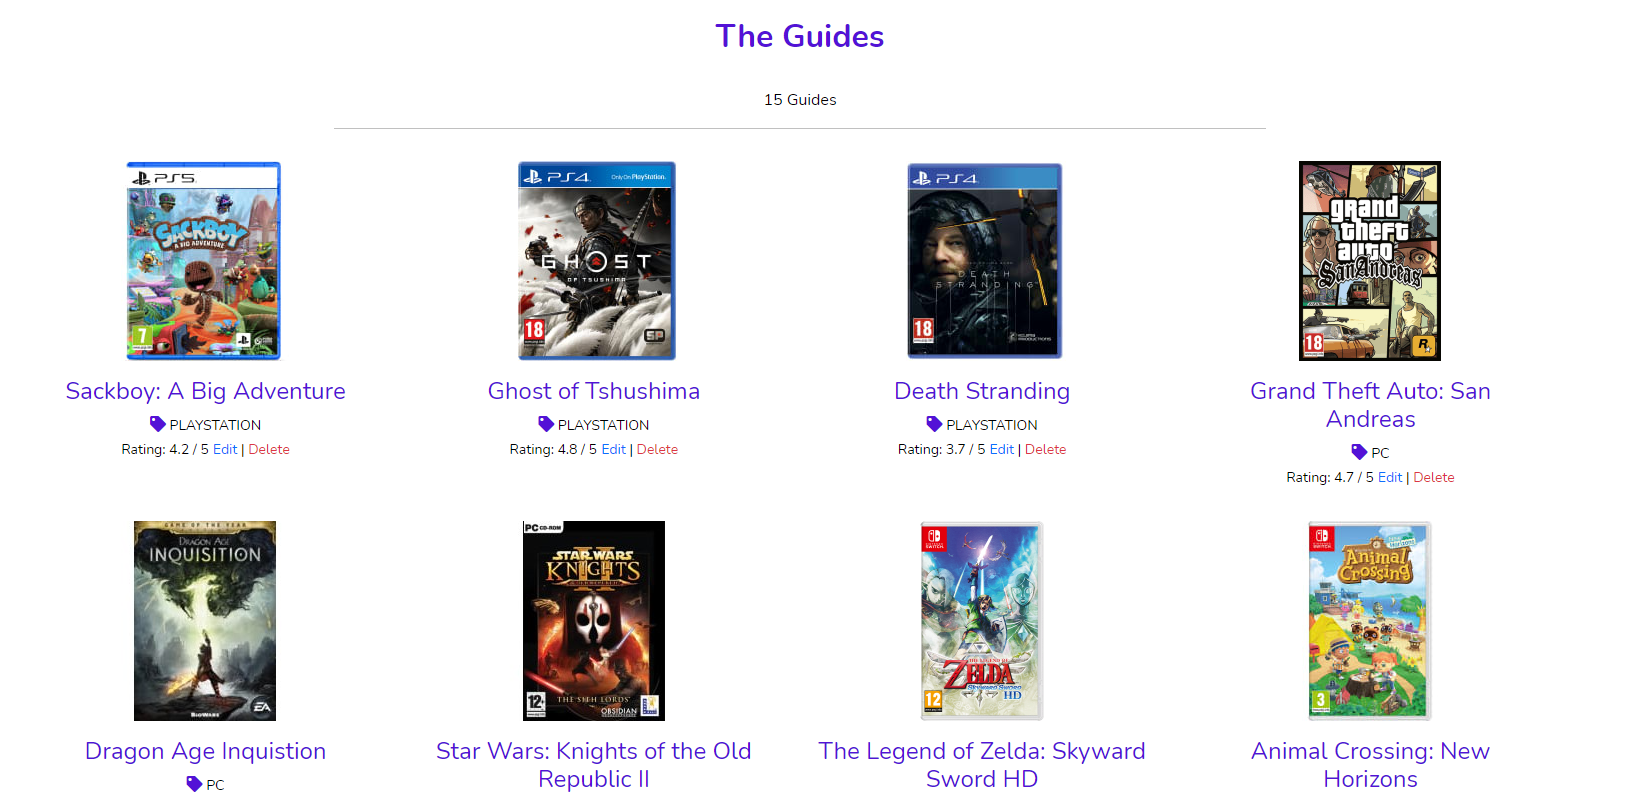 The Guides
15 Guides
PS5
SACKBOY
A BIG ADVENTURE
7
PS4
Only On PlayStation.
GHOST
OF TSUSHIMA
18
SP
PS4
DEATH
STRANDING
18
KOJIMA
PRODUCTIONS
grand
theft
auto
San Andreas
18
R
Sackboy: A Big Adventure
PLAYSTATION
Rating: 4.2 / 5 Edit | Delete
Ghost of Tshushima
PLAYSTATION
Rating: 4.8 / 5 Edit | Delete
Death Stranding
PLAYSTATION
Rating: 3.7 / 5 Edit | Delete
Grand Theft Auto: San
Andreas
PC
Rating: 4.7 / 5 Edit | Delete
GAME OF THE YEAR
DRAGON AGE
INQUISITION
BIOWARE
EA
PC CD-ROM
STAR WARS
KNIGHTS
II
THE SITH LORDS
12+
OBSIDIAN
SWITCH
THE LEGEND OF
ZELDA
Skyward Sword
HD
12
SWITCH
New
Horizons
Animal
Crossing
3
Dragon Age Inquistion
PC
Star Wars: Knights of the Old
Republic II
The Legend of Zelda: Skyward
Sword HD
Animal Crossing: New
Horizons